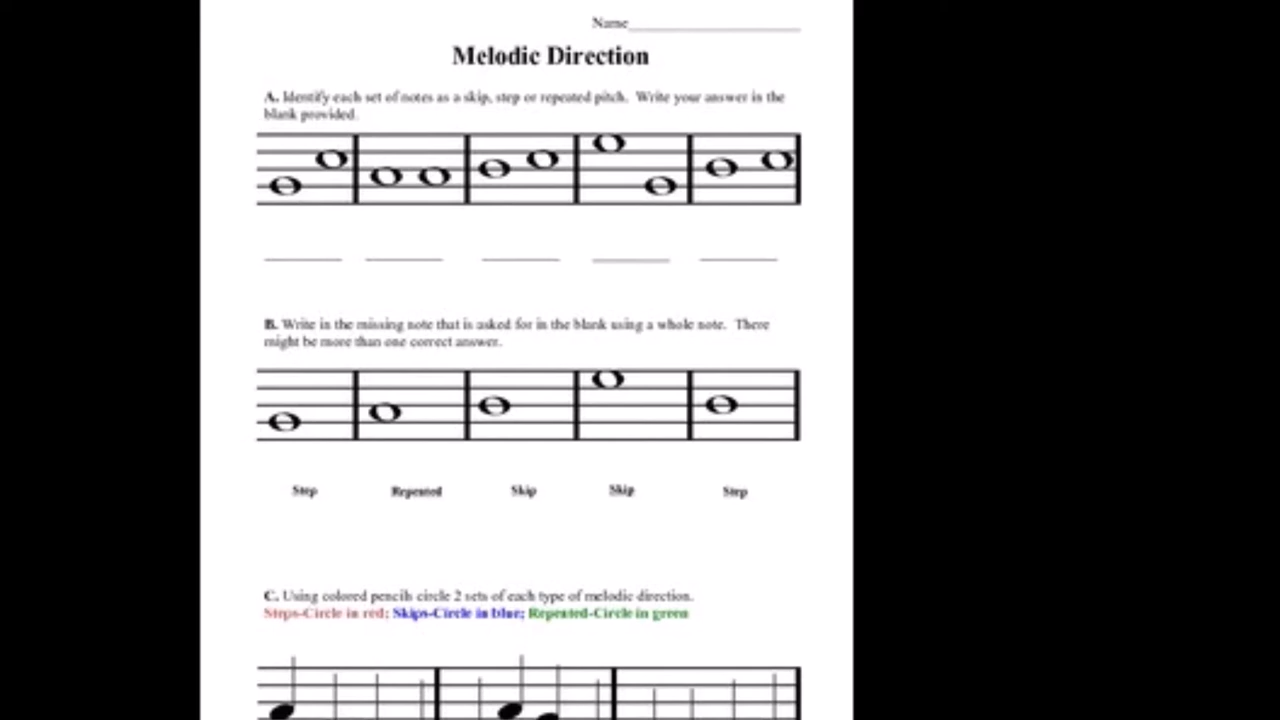 Name____________________
Melodic Direction
A. Identify each set of notes as a skip, step or repeated pitch. Write your answer in the
blank provided.
B. Write in the missing note that is asked for in the blank using a whole note. There
might be more than one correct answer.
Step Repeated Skip Skip Step
C. Using colored pencils circle 2 sets of each type of melodic direction.
Steps-Circle in red; Skips-Circle in blue; Repeated-Circle in green